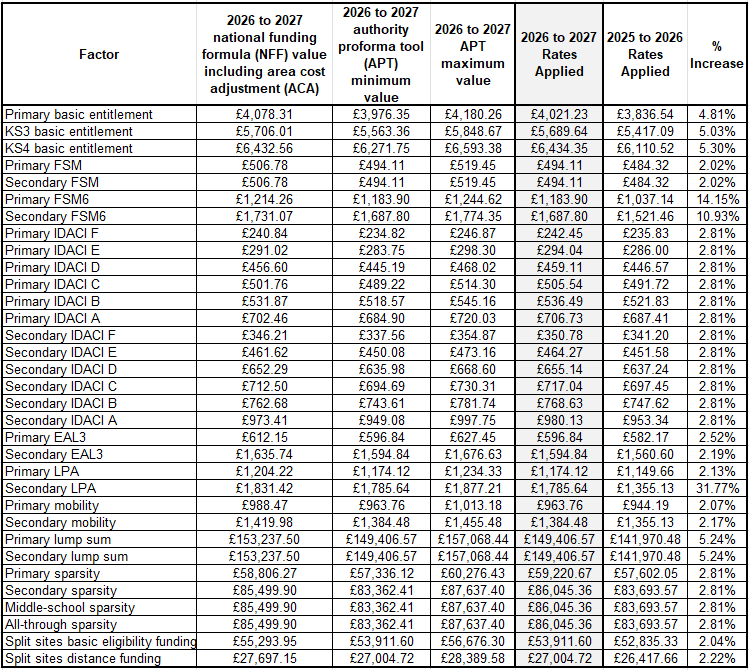 Factor
2026 to 2027 national funding formula (NFF) value including area cost adjustment (ACA)
2026 to 2027 authority proforma tool (APT) minimum value
2026 to 2027 APT maximum value
2026 to 2027 Rates Applied
2025 to 2026 Rates Applied
% Increase
Primary basic entitlement £4,078.31 £3,976.35 £4,180.26 £4,021.23 £3,836.54 4.81%
KS3 basic entitlement £5,706.01 £5,563.36 £5,848.67 £5,689.64 £5,417.09 5.03%
KS4 basic entitlement £6,432.56 £6,271.75 £6,593.38 £6,434.35 £6,110.52 5.30%
Primary FSM £506.78 £494.11 £519.45 £494.11 £484.32 2.02%
Secondary FSM £506.78 £494.11 £519.45 £494.11 £484.32 2.02%
Primary FSM6 £1,214.26 £1,183.90 £1,244.62 £1,183.90 £1,037.14 14.15%
Secondary FSM6 £1,731.07 £1,687.80 £1,774.35 £1,687.80 £1,521.46 10.93%
Primary IDACI F £240.84 £234.82 £246.87 £242.45 £235.83 2.81%
Primary IDACI E £291.02 £283.75 £298.30 £294.04 £286.00 2.81%
Primary IDACI D £456.60 £445.19 £468.02 £459.11 £446.57 2.81%
Primary IDACI C £501.76 £489.22 £514.30 £505.54 £491.72 2.81%
Primary IDACI B £531.87 £518.57 £545.16 £536.49 £521.83 2.81%
Primary IDACI A £702.46 £684.90 £720.03 £706.73 £687.41 2.81%
Secondary IDACI F £346.21 £337.56 £354.87 £350.78 £341.20 2.81%
Secondary IDACI E £461.62 £450.08 £473.16 £464.27 £451.58 2.81%
Secondary IDACI D £652.29 £635.98 £668.60 £655.14 £637.24 2.81%
Secondary IDACI C £712.50 £694.69 £730.31 £717.04 £697.45 2.81%
Secondary IDACI B £762.68 £743.61 £781.74 £768.63 £747.62 2.81%
Secondary IDACI A £973.41 £949.08 £997.75 £980.13 £953.34 2.81%
Primary EAL3 £612.15 £596.84 £627.45 £596.84 £582.17 2.52%
Secondary EAL3 £1,635.74 £1,594.84 £1,676.63 £1,594.84 £1,560.60 2.19%
Primary LPA £1,204.22 £1,174.12 £1,234.33 £1,174.12 £1,149.66 2.13%
Secondary LPA £1,831.42 £1,785.64 £1,877.21 £1,785.64 £1,355.13 31.77%
Primary mobility £988.47 £963.76 £1,013.18 £963.76 £944.19 2.07%
Secondary mobility £1,419.98 £1,384.48 £1,455.48 £1,384.48 £1,355.13 2.17%
Primary lump sum £153,237.50 £149,406.57 £157,068.44 £149,406.57 £141,970.48 5.24%
Secondary lump sum £153,237.50 £149,406.57 £157,068.44 £149,406.57 £141,970.48 5.24%
Primary sparsity £58,806.27 £57,336.12 £60,276.43 £59,220.67 £57,602.05 2.81%
Secondary sparsity £85,499.90 £83,362.41 £87,637.40 £86,045.36 £83,693.57 2.81%
Middle-school sparsity £85,499.90 £83,362.41 £87,637.40 £86,045.36 £83,693.57 2.81%
All-through sparsity £85,499.90 £83,362.41 £87,637.40 £86,045.36 £83,693.57 2.81%
Split sites basic eligibility funding £55,293.95 £53,911.60 £56,676.30 £53,911.60 £52,835.33 2.04%
Split sites distance funding £27,697.15 £27,004.72 £28,389.58 £27,004.72 £26,417.66 2.22%